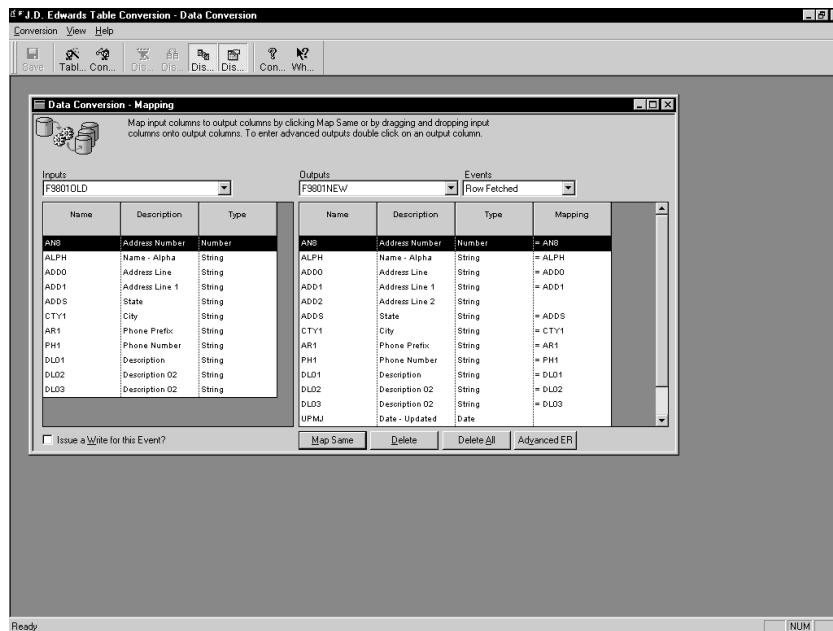 J.D. Edwards Table Conversion - Data Conversion
Conversion View Help
Save Tabl... Con... Dis... Dis... Dis... Dis... Con... Wh...
Data Conversion - Mapping
Map input columns to output columns by clicking Map Same or by dragging and dropping input
columns onto output columns. To enter advanced outputs double click on an output column.
Inputs Outputs Events
F9801OLD F9801NEW Row Fetched
Name Description Type Name Description Type Mapping
AN8 Address Number Number AN8 Address Number Number = AN8
ALPH Name - Alpha String ALPH Name - Alpha String = ALPH
ADD0 Address Line String ADD0 Address Line String = ADD0
ADD1 Address Line 1 String ADD1 Address Line 1 String = ADD1
ADDS State String ADD2 Address Line 2 String
CTY1 City String ADDS State String = ADDS
AR1 Phone Prefix String CTY1 City String = CTY1
PH1 Phone Number String AR1 Phone Prefix String = AR1
DL01 Description String PH1 Phone Number String = PH1
DL02 Description 02 String DL01 Description String = DL01
DL03 Description 02 String DL02 Description 02 String = DL02
DL03 Description 02 String = DL03
UPMJ Date - Updated Date
Issue a Write for this Event? Map Same Delete Delete All Advanced ER
Ready NUM